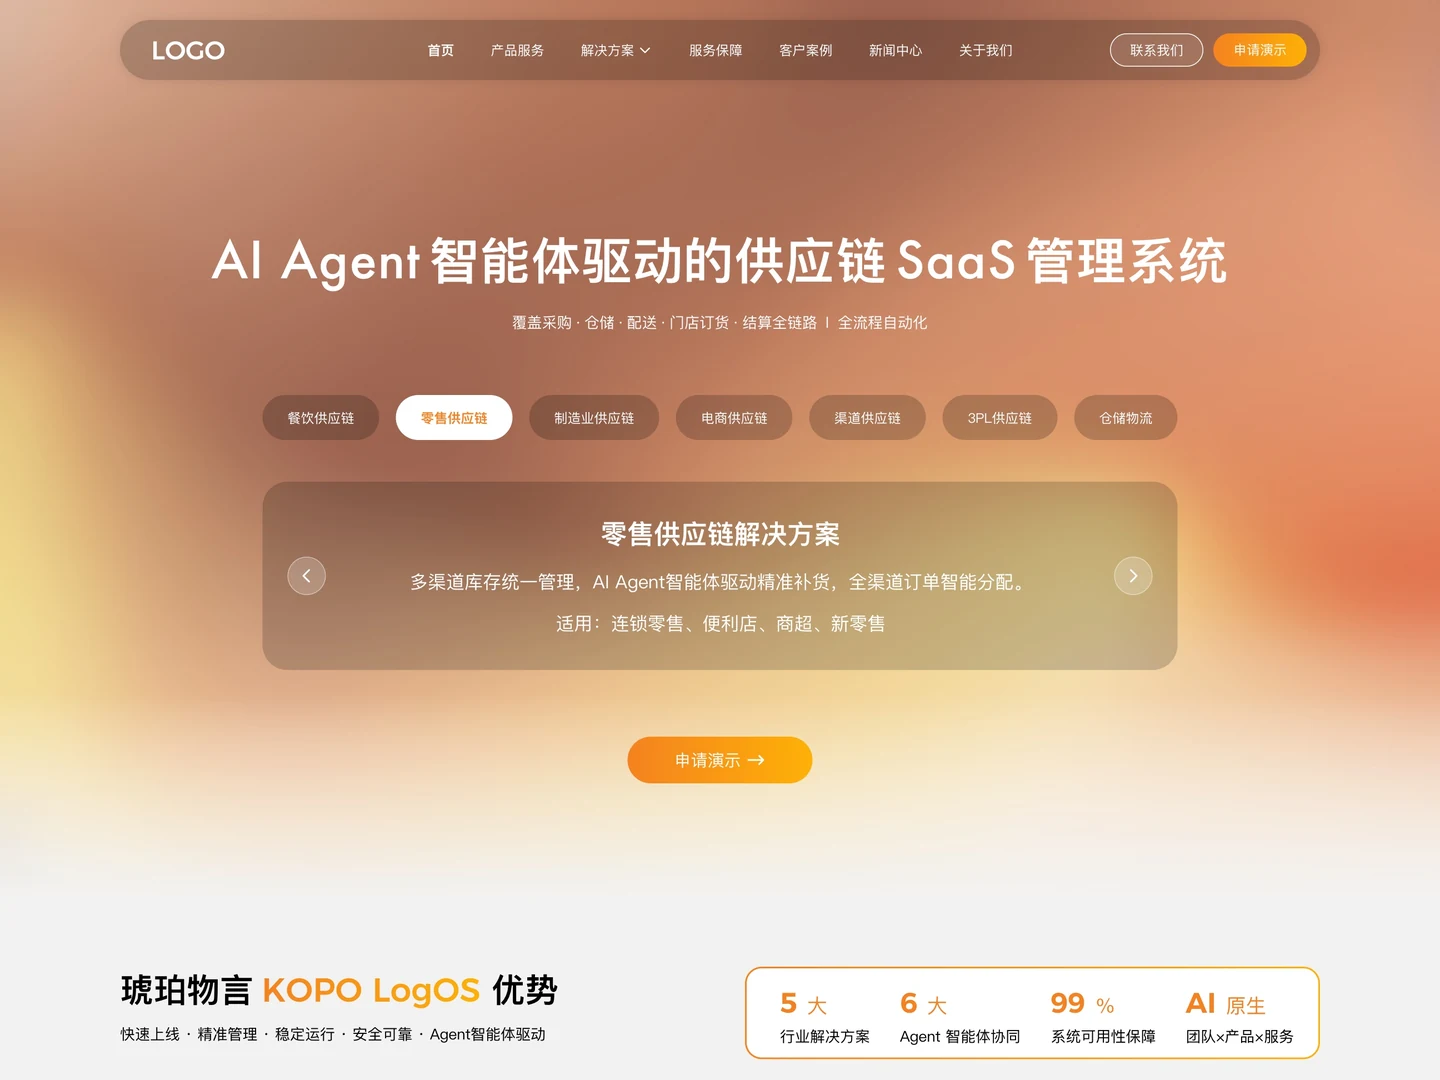 LOGO
首页
产品服务
解决方案
服务保障
客户案例
新闻中心
关于我们
联系我们
申请演示
AI Agent 智能体驱动的供应链 SaaS 管理系统
覆盖采购 · 仓储 · 配送 · 门店订货 · 结算全链路 | 全流程自动化
餐饮供应链
零售供应链
制造业供应链
电商供应链
渠道供应链
3PL供应链
仓储物流
零售供应链解决方案
多渠道库存统一管理，AI Agent智能体驱动精准补货，全渠道订单智能分配。
适用：连锁零售、便利店、商超、新零售
申请演示 →
琥珀物言 KOPO LogOS 优势
快速上线 · 精准管理 · 稳定运行 · 安全可靠 · Agent智能体驱动
5 大
行业解决方案
6 大
Agent 智能体协同
99 %
系统可用性保障
AI 原生
团队×产品×服务